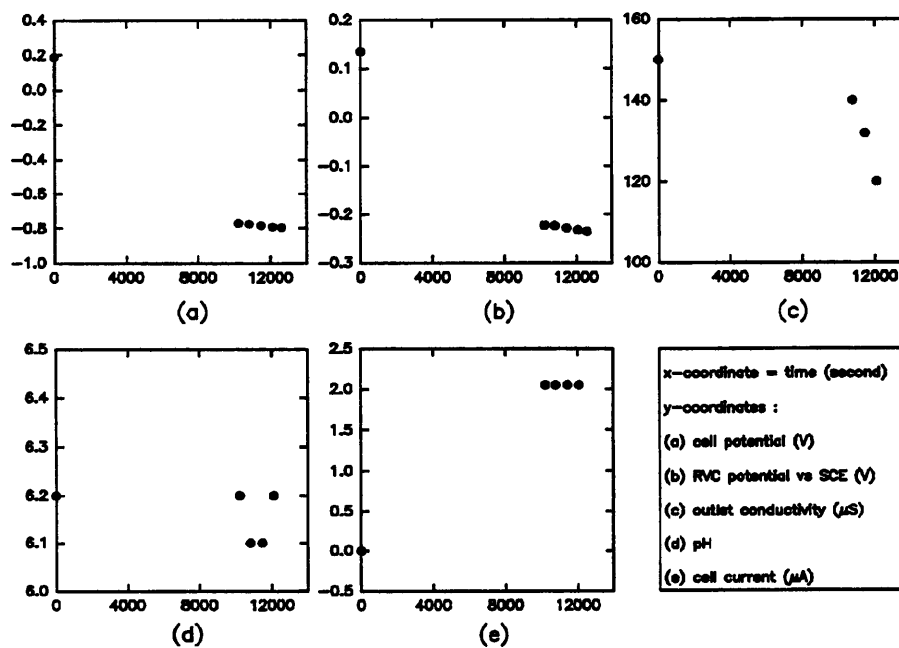 0.4
0.2
0.0
−0.2
−0.4
−0.6
−0.8
−1.0
0 4000 8000 12000
(a)
0.2
0.1
0.0
−0.1
−0.2
−0.3
0 4000 8000 12000
(b)
160
140
120
100
0 4000 8000 12000
(c)
6.5
6.4
6.3
6.2
6.1
6.0
0 4000 8000 12000
(d)
2.5
2.0
1.5
1.0
0.5
0.0
−0.5
0 4000 8000 12000
(e)
x−coordinate = time (second)
y−coordinates :
(a) cell potential (V)
(b) RVC potential vs SCE (V)
(c) outlet conductivity (μS)
(d) pH
(e) cell current (μA)